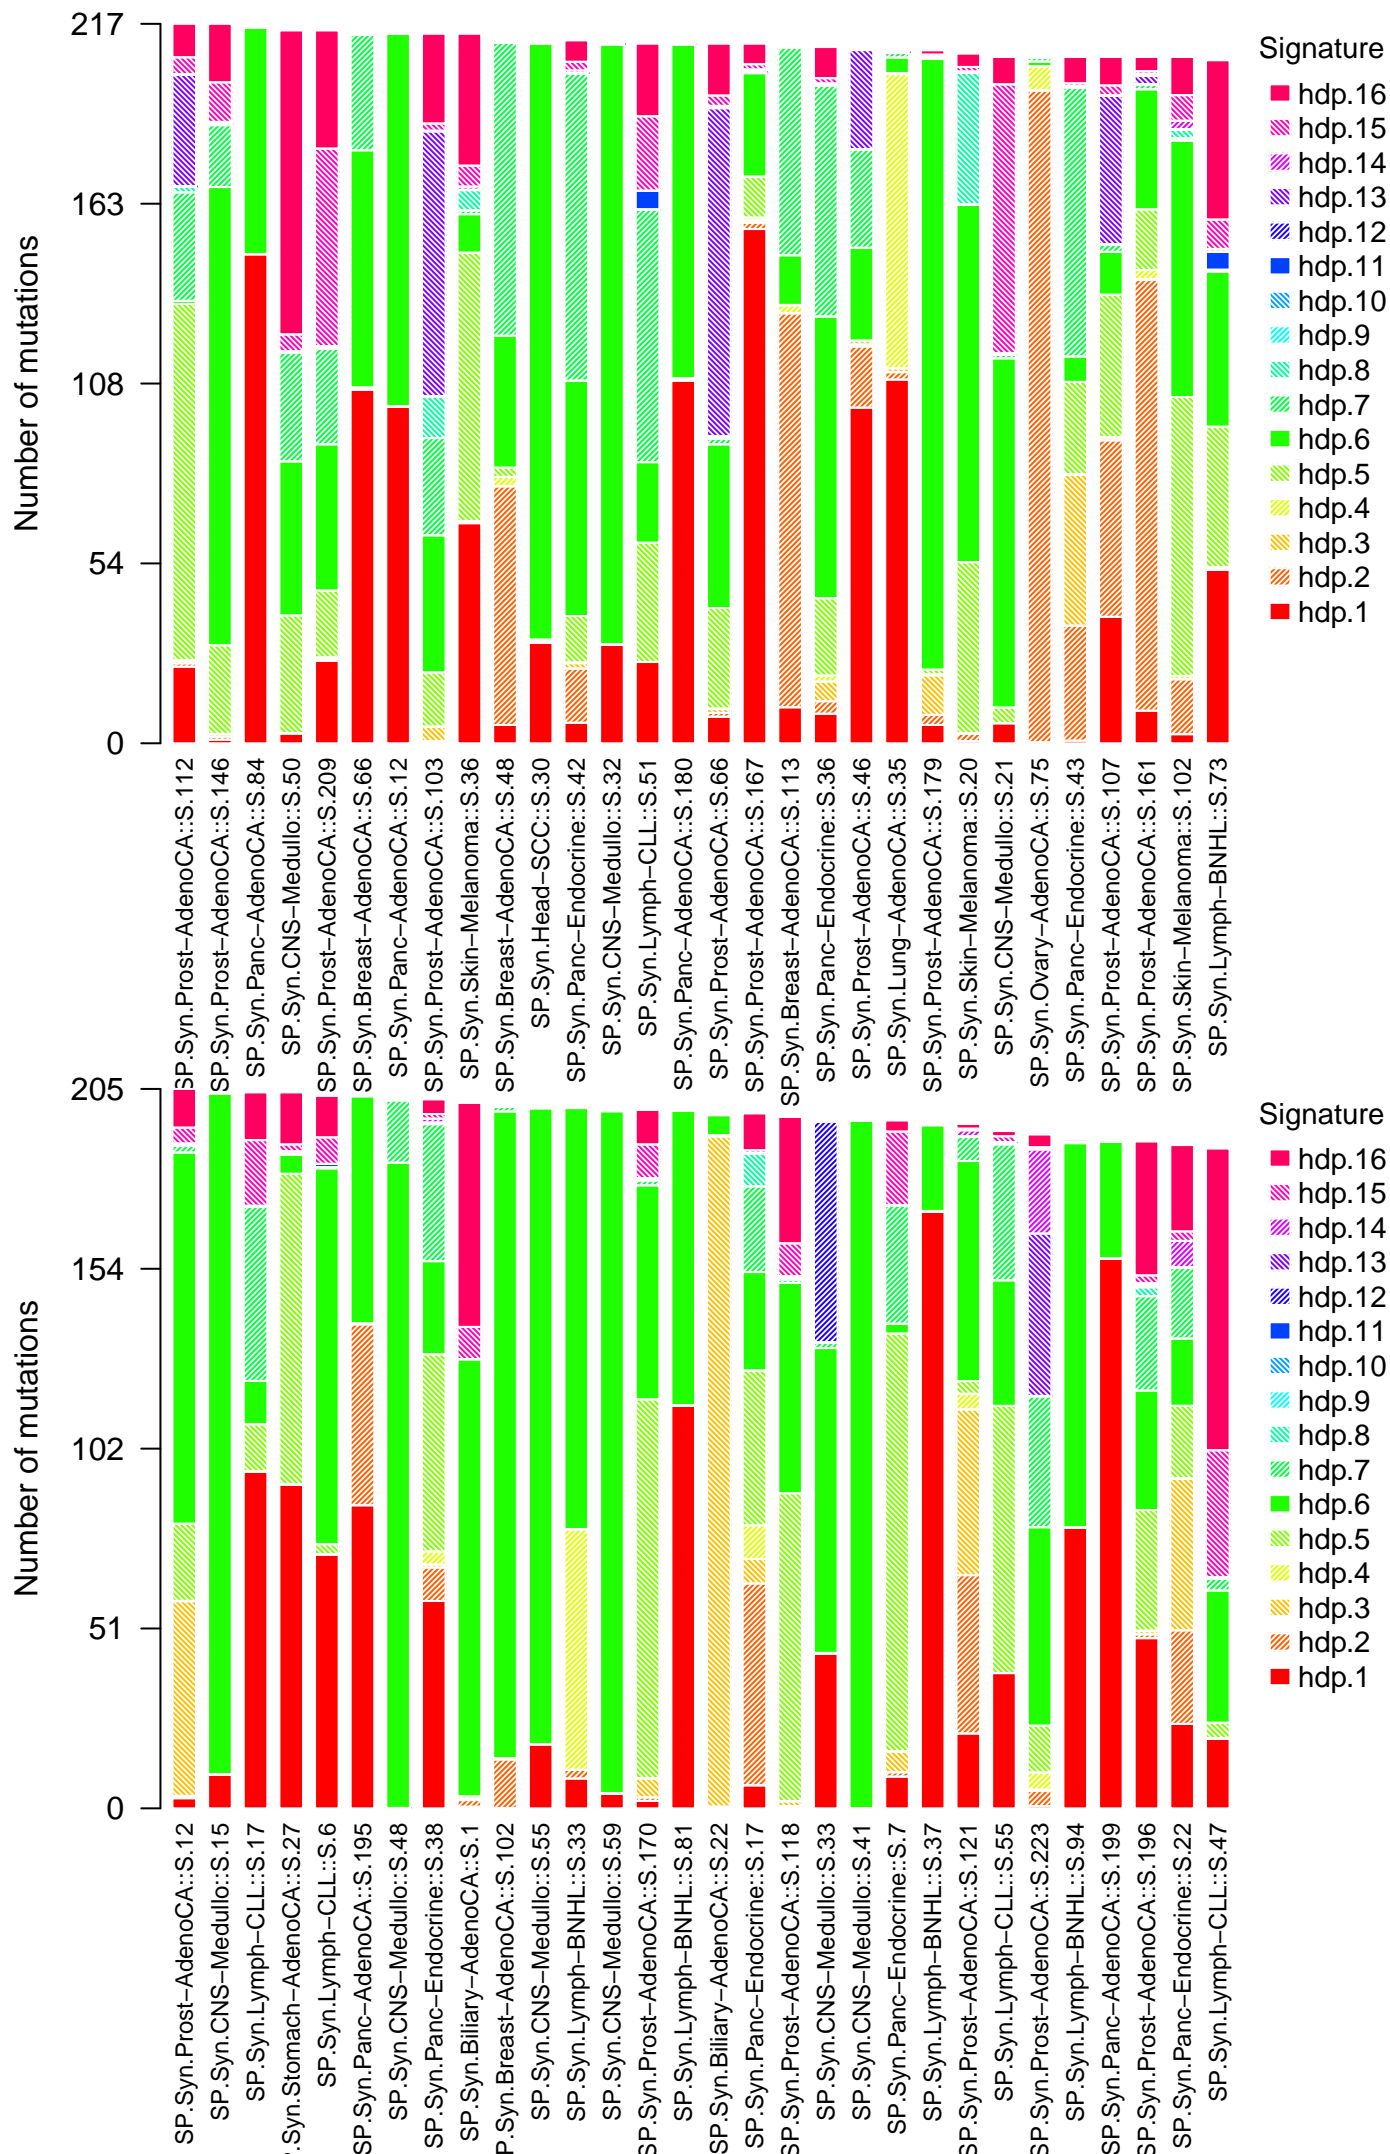 Number of mutations
217
163
108
54
0
SP.Syn.Prost−AdenoCA::S.112
SP.Syn.Prost−AdenoCA::S.146
SP.Syn.Panc−AdenoCA::S.84
SP.Syn.CNS−Medullo::S.50
SP.Syn.Prost−AdenoCA::S.209
SP.Syn.Breast−AdenoCA::S.66
SP.Syn.Panc−AdenoCA::S.12
SP.Syn.Prost−AdenoCA::S.103
SP.Syn.Skin−Melanoma::S.36
SP.Syn.Breast−AdenoCA::S.48
SP.Syn.Head−SCC::S.30
SP.Syn.Panc−Endocrine::S.42
SP.Syn.CNS−Medullo::S.32
SP.Syn.Lymph−CLL::S.51
SP.Syn.Panc−AdenoCA::S.180
SP.Syn.Prost−AdenoCA::S.66
SP.Syn.Prost−AdenoCA::S.167
SP.Syn.Breast−AdenoCA::S.113
SP.Syn.Panc−Endocrine::S.36
SP.Syn.Prost−AdenoCA::S.46
SP.Syn.Lung−AdenoCA::S.35
SP.Syn.Prost−AdenoCA::S.179
SP.Syn.Skin−Melanoma::S.20
SP.Syn.CNS−Medullo::S.21
SP.Syn.Ovary−AdenoCA::S.75
SP.Syn.Panc−Endocrine::S.43
SP.Syn.Prost−AdenoCA::S.107
SP.Syn.Prost−AdenoCA::S.161
SP.Syn.Skin−Melanoma::S.102
SP.Syn.Lymph−BNHL::S.73
Signature
hdp.16
hdp.15
hdp.14
hdp.13
hdp.12
hdp.11
hdp.10
hdp.9
hdp.8
hdp.7
hdp.6
hdp.5
hdp.4
hdp.3
hdp.2
hdp.1
Number of mutations
205
154
102
51
0
SP.Syn.Prost−AdenoCA::S.12
SP.Syn.CNS−Medullo::S.15
SP.Syn.Lymph−CLL::S.17
P.Syn.Stomach−AdenoCA::S.27
SP.Syn.Lymph−CLL::S.6
SP.Syn.Panc−AdenoCA::S.195
SP.Syn.CNS−Medullo::S.48
SP.Syn.Panc−Endocrine::S.38
SP.Syn.Biliary−AdenoCA::S.1
SP.Syn.Breast−AdenoCA::S.102
SP.Syn.CNS−Medullo::S.55
SP.Syn.Lymph−BNHL::S.33
SP.Syn.CNS−Medullo::S.59
SP.Syn.Prost−AdenoCA::S.170
SP.Syn.Lymph−BNHL::S.81
SP.Syn.Biliary−AdenoCA::S.22
SP.Syn.Panc−Endocrine::S.17
SP.Syn.Prost−AdenoCA::S.118
SP.Syn.CNS−Medullo::S.33
SP.Syn.CNS−Medullo::S.41
SP.Syn.Panc−Endocrine::S.7
SP.Syn.Lymph−BNHL::S.37
SP.Syn.Prost−AdenoCA::S.121
SP.Syn.Lymph−CLL::S.55
SP.Syn.Prost−AdenoCA::S.223
SP.Syn.Lymph−BNHL::S.94
SP.Syn.Panc−AdenoCA::S.199
SP.Syn.Prost−AdenoCA::S.196
SP.Syn.Panc−Endocrine::S.22
SP.Syn.Lymph−CLL::S.47
Signature
hdp.16
hdp.15
hdp.14
hdp.13
hdp.12
hdp.11
hdp.10
hdp.9
hdp.8
hdp.7
hdp.6
hdp.5
hdp.4
hdp.3
hdp.2
hdp.1